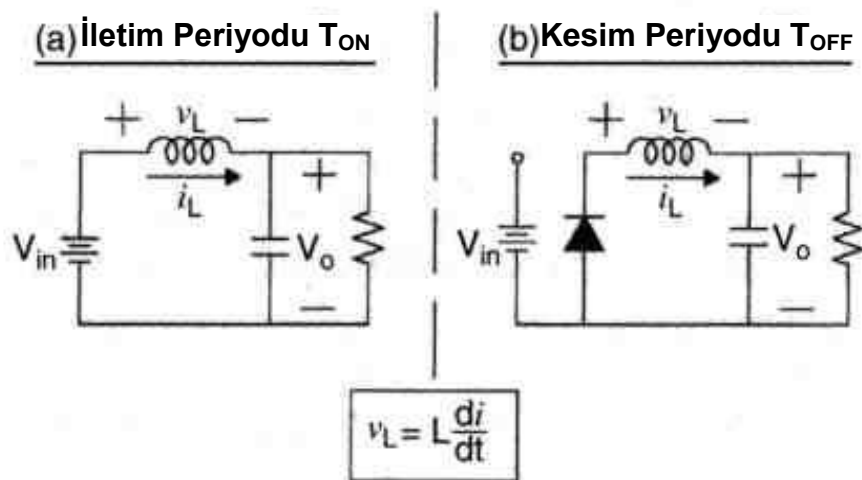 (a) İletim Periyodu TON
(b) Kesim Periyodu TOFF
+ vL −
iL
Vin
+
Vo
−
+ vL −
iL
Vin
+
Vo
−
vL = L di/dt